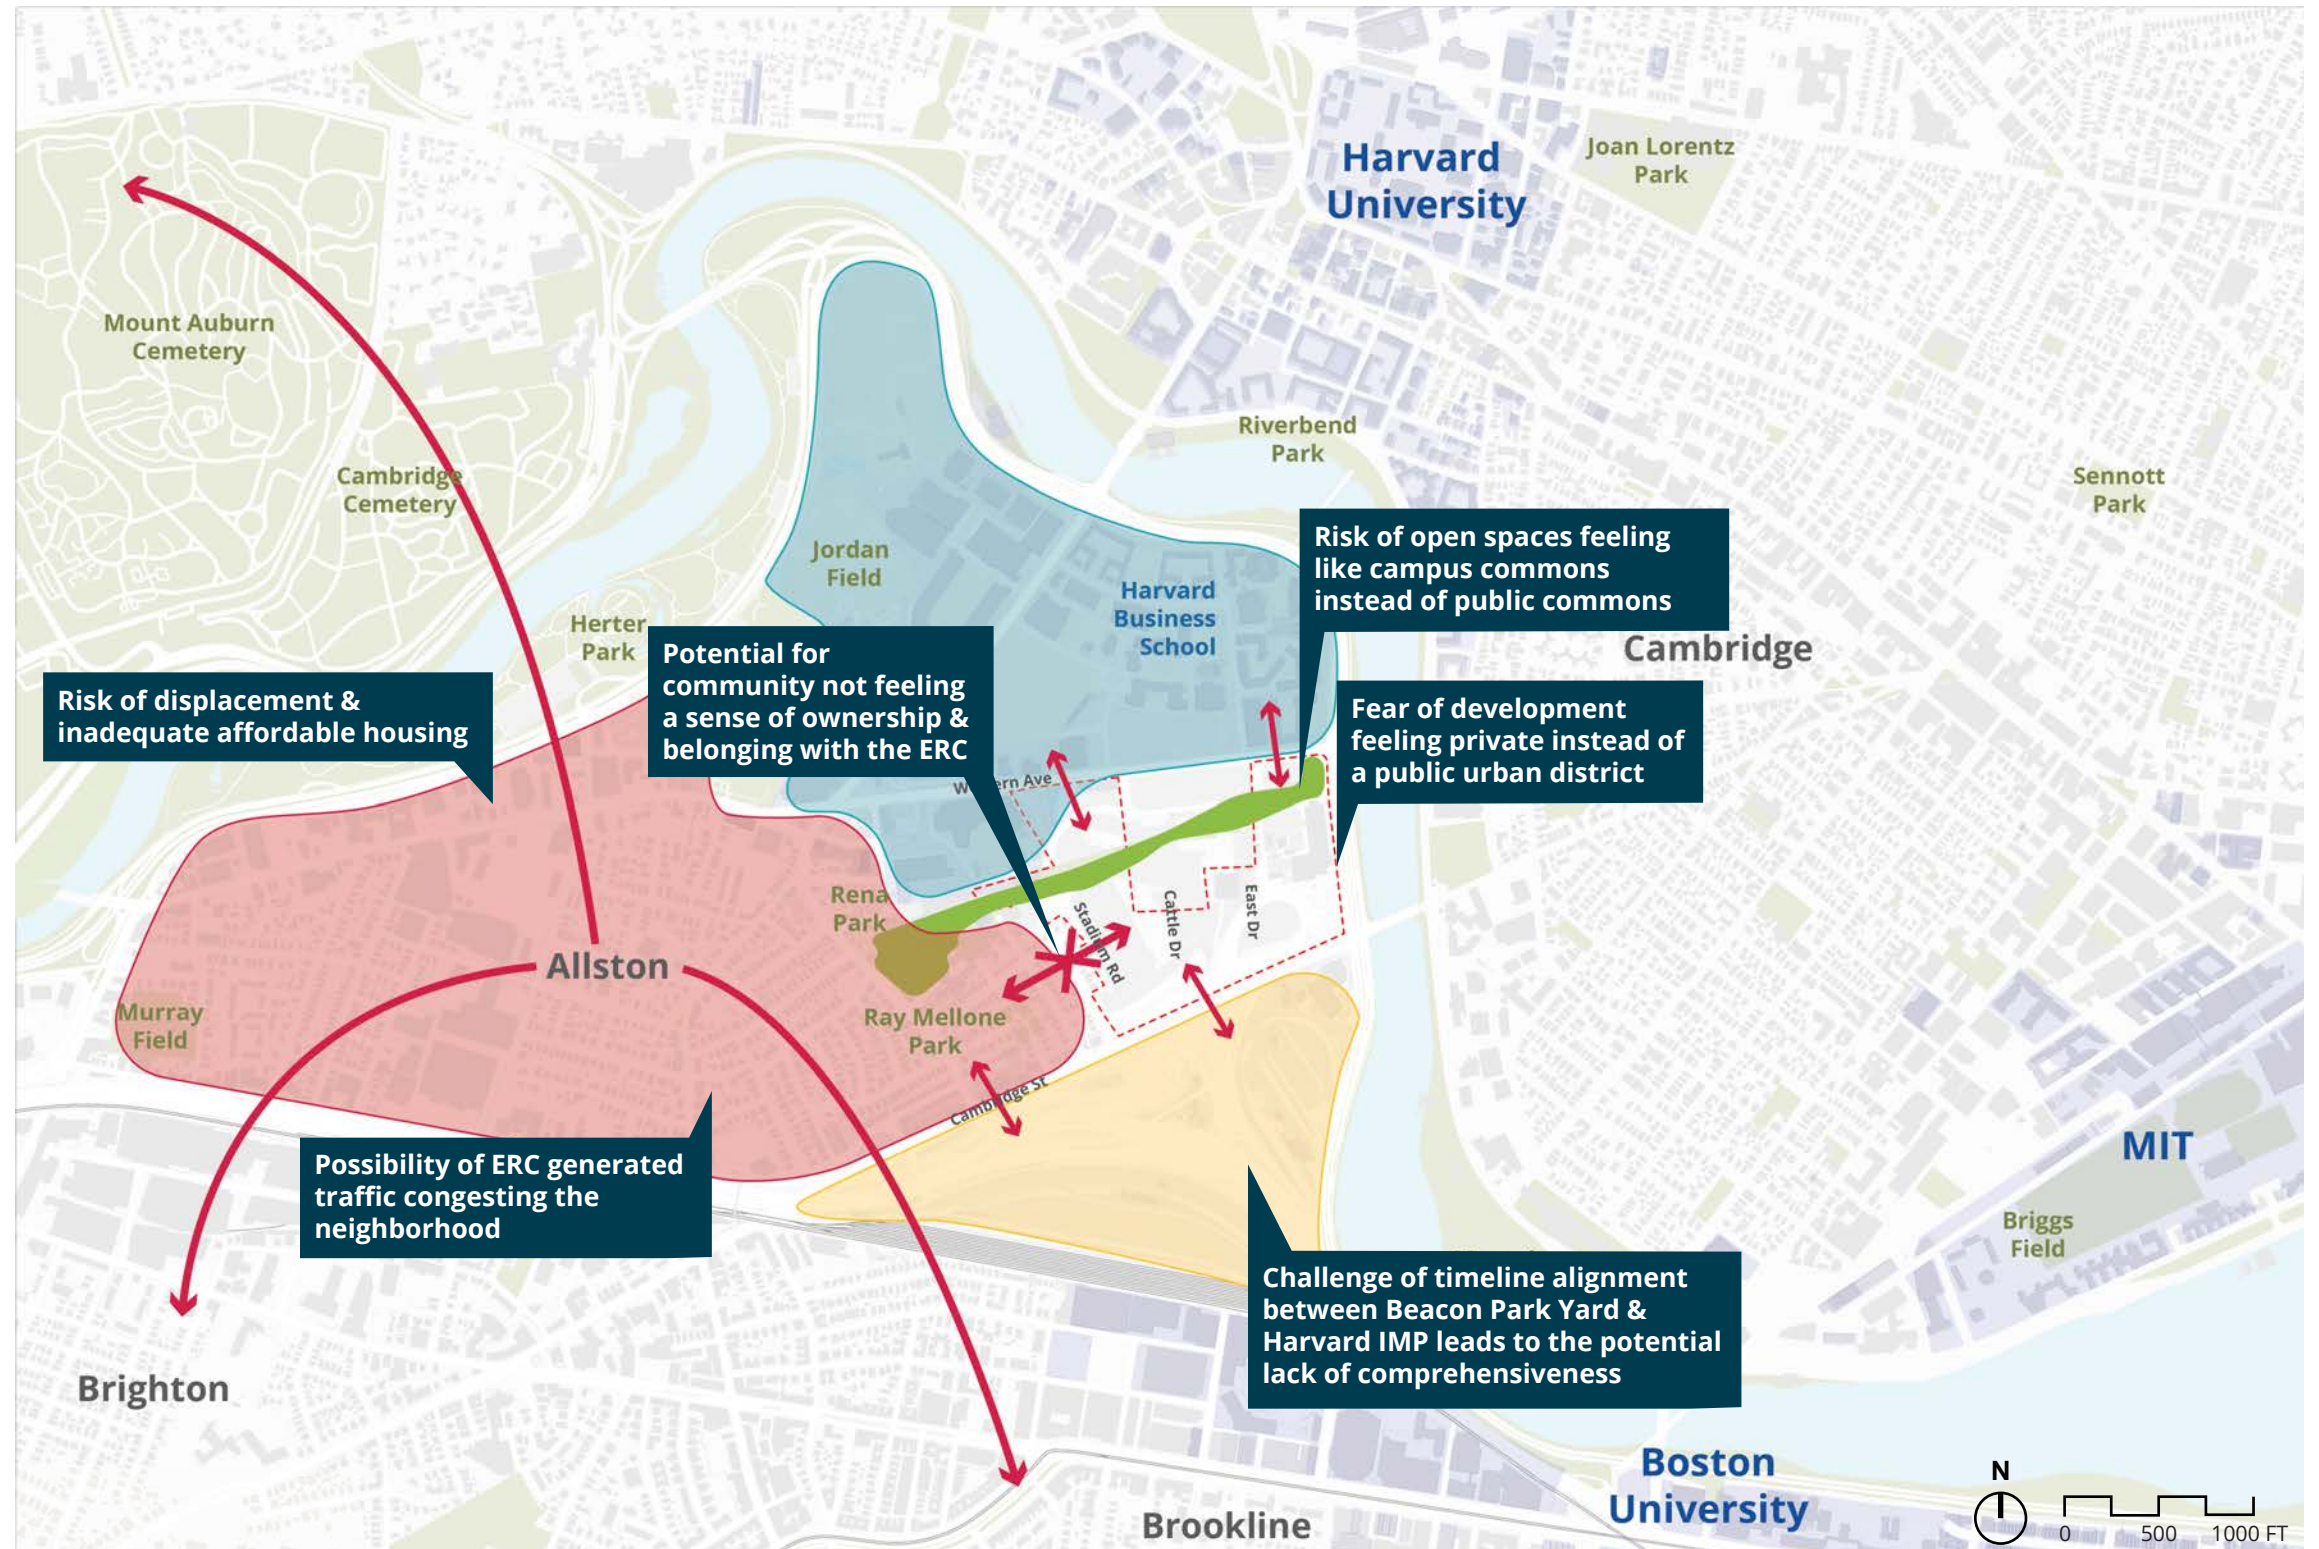 Harvard
University
Joan Lorentz
Park
Mount Auburn
Cemetery
Cambridge
Cemetery
Riverbend
Park
Sennott
Park
Jordan
Field
Harvard
Business
School
Risk of open spaces feeling
like campus commons
instead of public commons
Herter
Park
Cambridge
Potential for
community not feeling
a sense of ownership &
belonging with the ERC
Risk of displacement &
inadequate affordable housing
Fear of development
feeling private instead of
a public urban district
Ave
Rena
Park
Stadium Rd
Cattle Dr
East Dr
Allston
Murray
Field
Ray Mellone
Park
Cambridge St
Possibility of ERC generated
traffic congesting the
neighborhood
MIT
Briggs
Field
Challenge of timeline alignment
between Beacon Park Yard &
Harvard IMP leads to the potential
lack of comprehensiveness
Brighton
Brookline
Boston
University
N
0 500 1000 FT